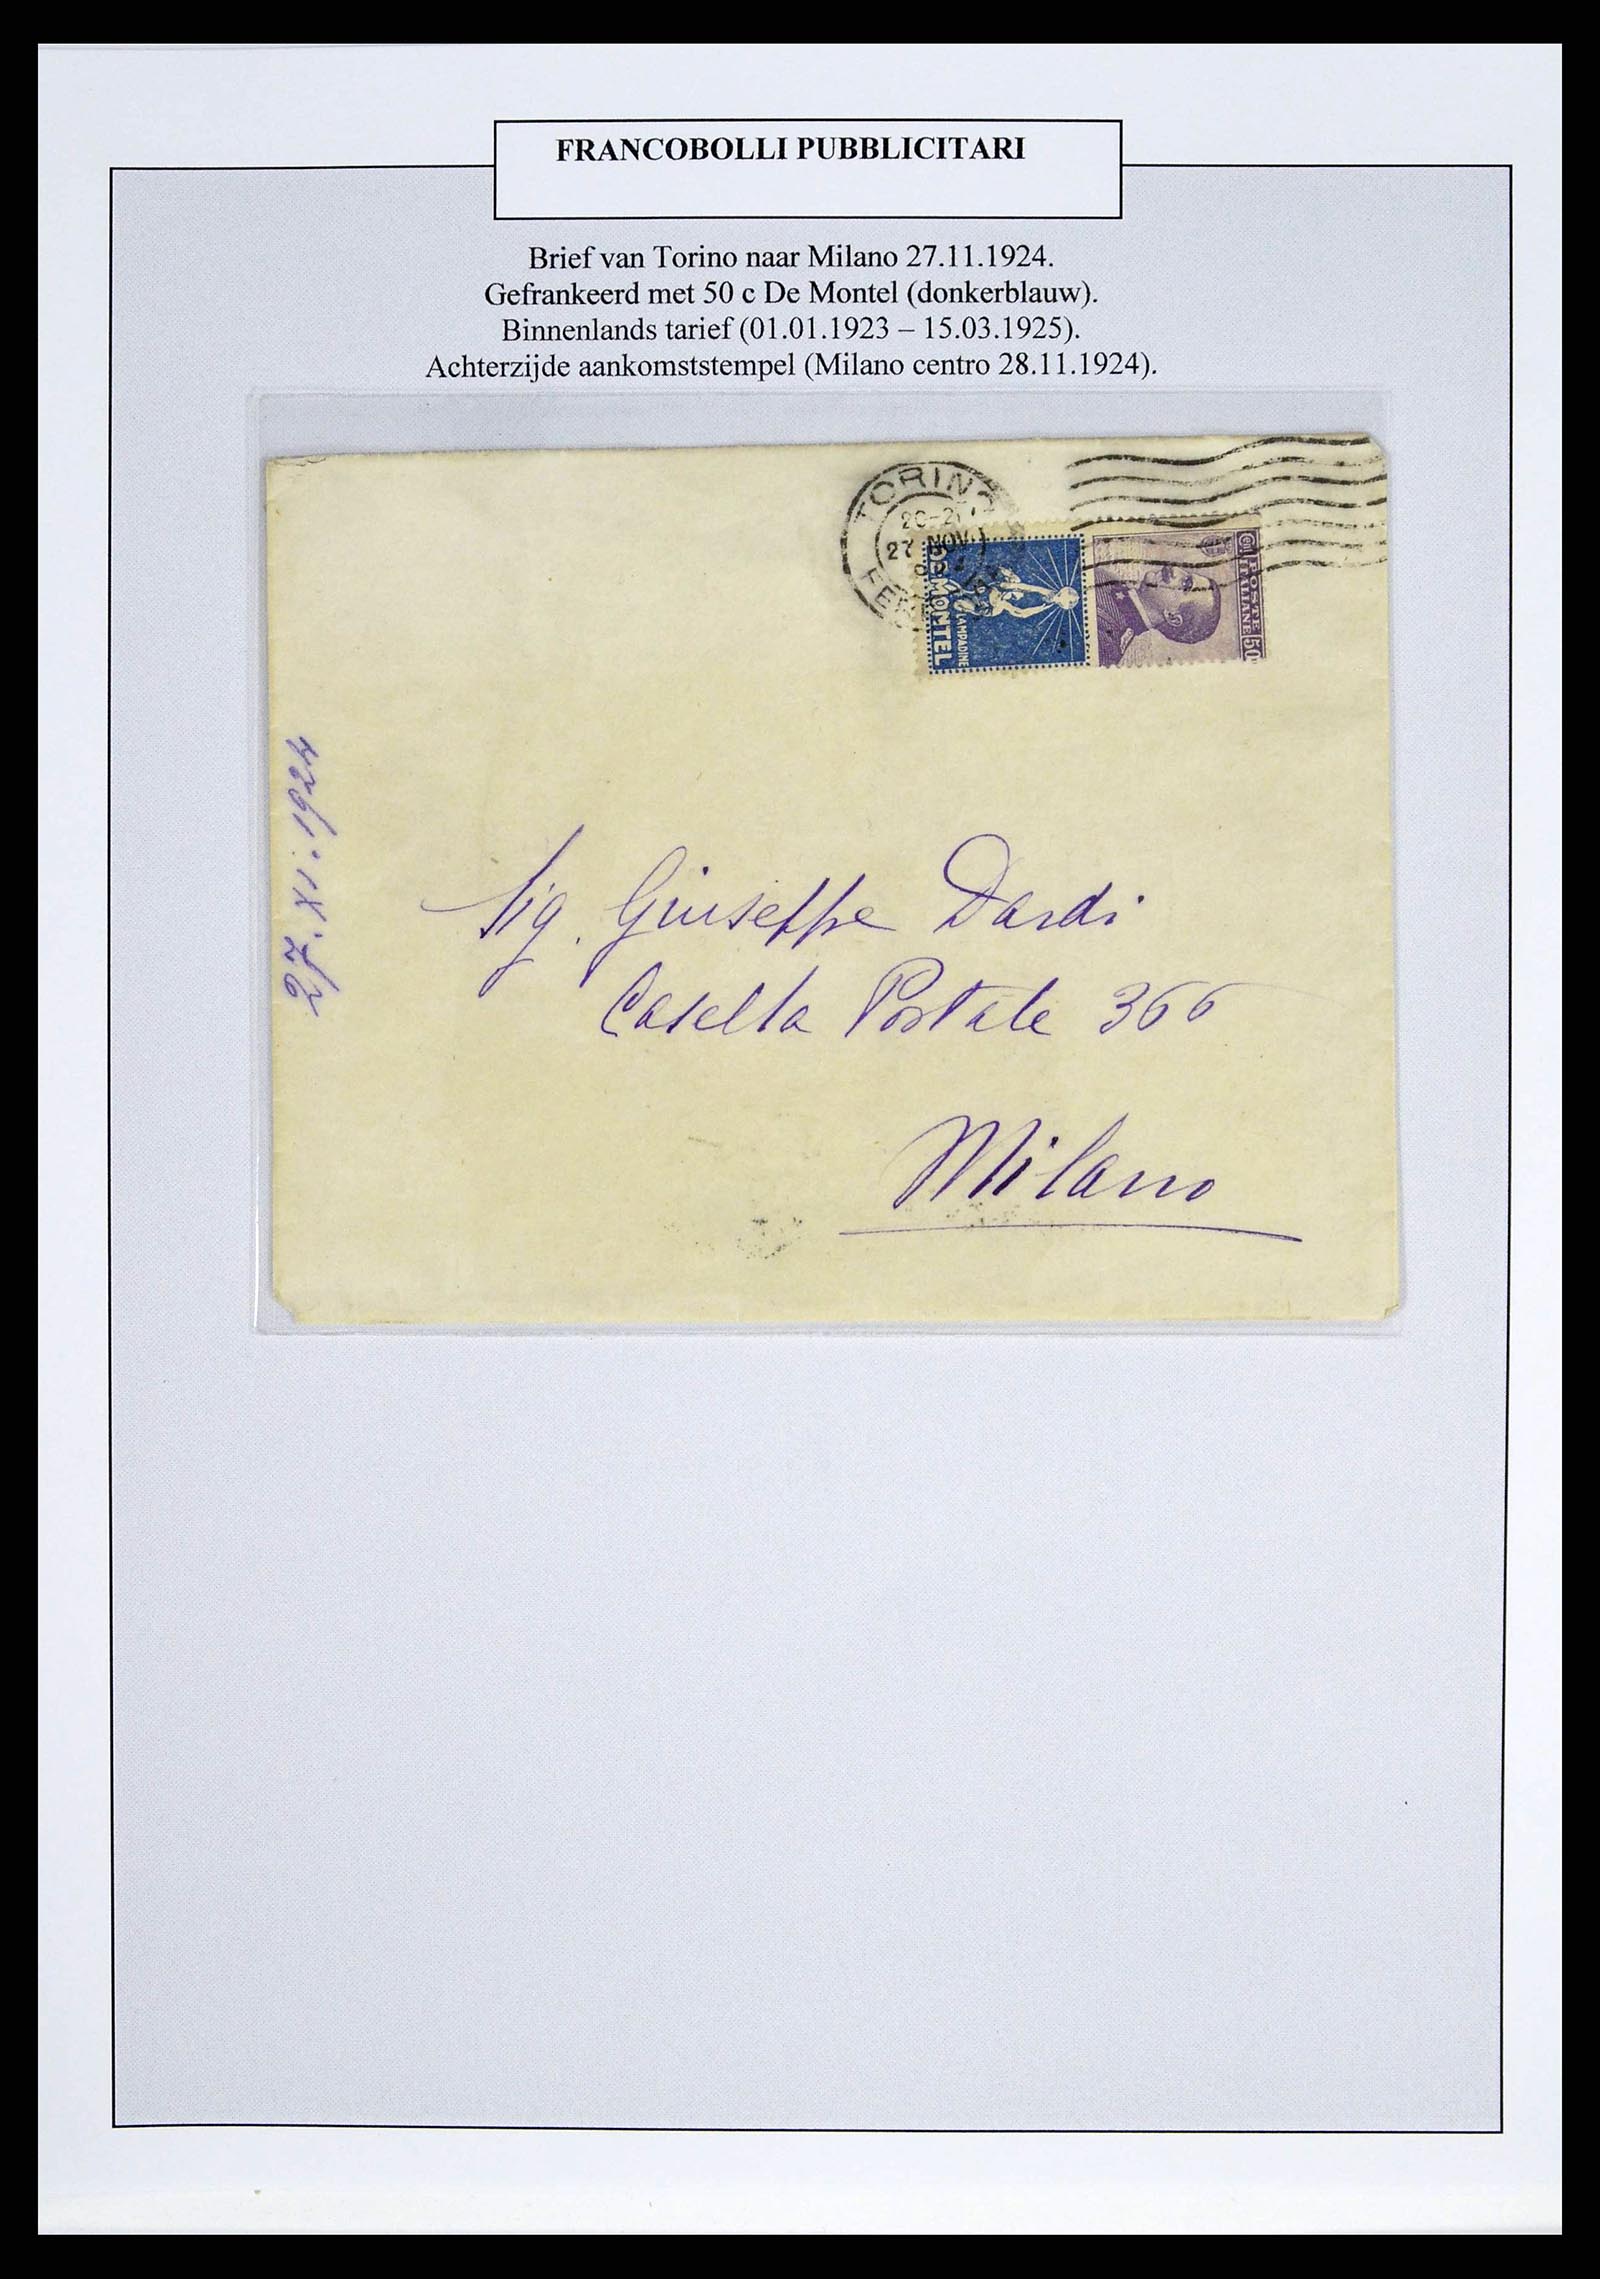 FRANCOBOLLI PUBBLICITARI
Brief van Torino naar Milano 27.11.1924.
Gefrankeerd met 50 c De Montel (donkerblauw).
Binnenlands tarief (01.01.1923 – 15.03.1925).
Achterzijde aankomststempel (Milano centro 28.11.1924).
TORINO
20-21
27 NOV
DE MONTEL
LAMPADINE
POSTE
ITALIANE
50
27. XI. 1924
Sig. Giuseppe Dardi
Casella Postale 366
Milano